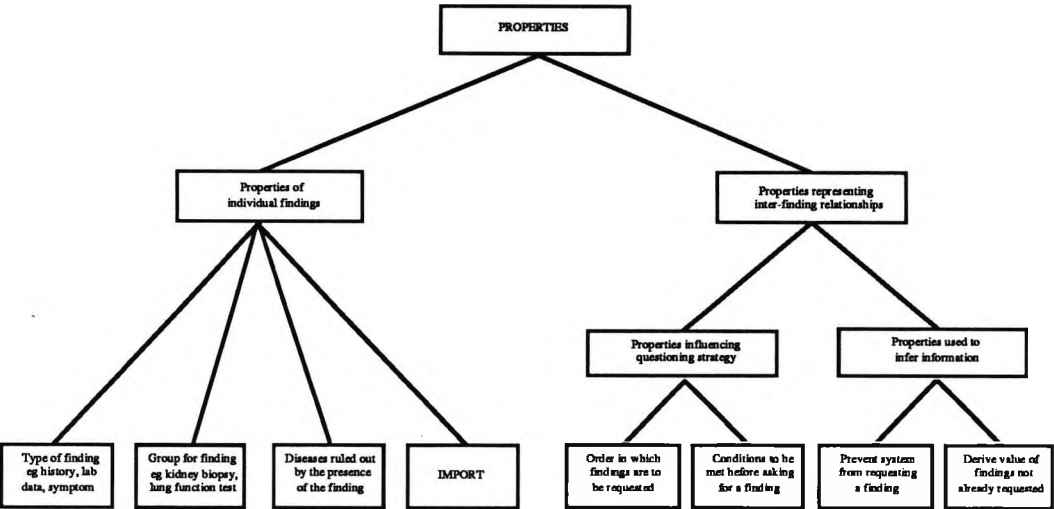 PROPERTIES
Properties of
individual findings
Properties representing
inter-finding relationships
Properties influencing
questioning strategy
Properties used to
infer information
Type of finding
eg history, lab
data, symptom
Group for finding
eg kidney biopsy,
lung function test
Diseases ruled out
by the presence
of the finding
IMPORT
Order in which
findings are to
be requested
Conditions to be
met before asking
for a finding
Prevent system
from requesting
a finding
Derive value of
findings not
already requested